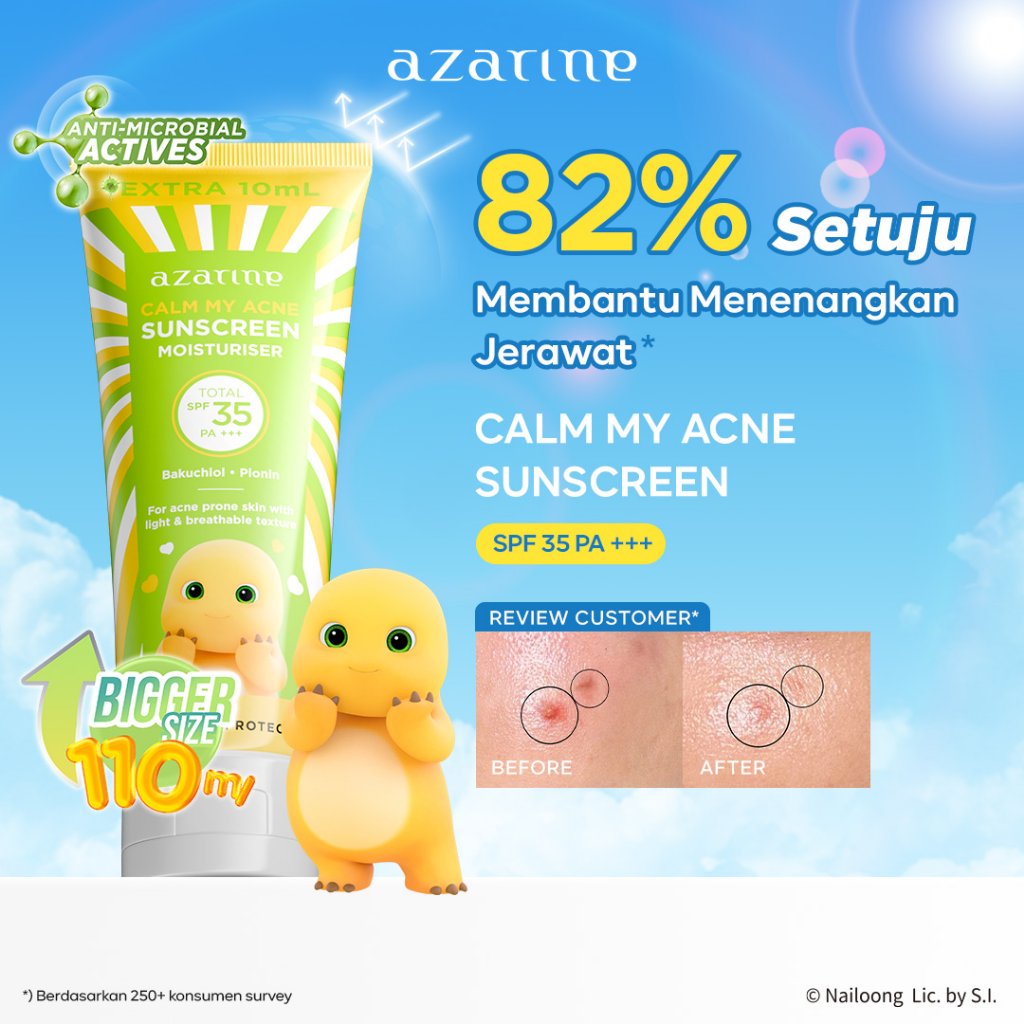 azarine
ANTI-MICROBIAL
ACTIVES
EXTRA 10mL
azarine
CALM MY ACNE
SUNSCREEN
MOISTURISER
TOTAL
SPF 35
PA +++
Bakuchiol • Pionin
For acne prone skin with
light & breathable texture
BIGGER
SIZE
110ml
82% Setuju
Membantu Menenangkan
Jerawat*
CALM MY ACNE
SUNSCREEN
SPF 35 PA +++
REVIEW CUSTOMER*
BEFORE
AFTER
*) Berdasarkan 250+ konsumen survey
© Nailoong Lic. by S.I.